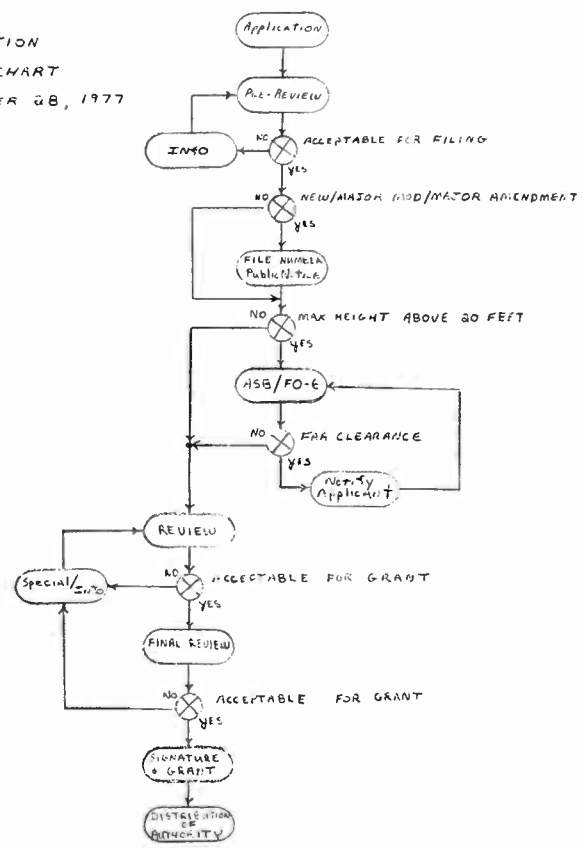 TION
CHART
ER 28, 1977
Application
PRE-REVIEW
INFO
NO
ACCEPTABLE FOR FILING
YES
NO
NEW/MAJOR MOD/MAJOR AMENDMENT
YES
FILE NUMBER
Public Notice
NO
MAX HEIGHT ABOVE 20 FEET
YES
ASB/FO-E
NO
FAA CLEARANCE
YES
Notify
Applicant
REVIEW
Special/INFO
NO
ACCEPTABLE FOR GRANT
YES
FINAL REVIEW
NO
ACCEPTABLE FOR GRANT
YES
SIGNATURE
& GRANT
DISTRIBUTION
OF
AUTHORITY